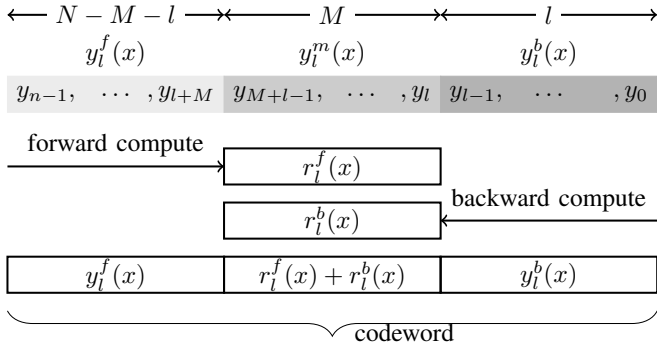 N − M − l M l
y_l^f(x) y_l^m(x) y_l^b(x)
y_{n−1}, ⋯ , y_{l+M} y_{M+l−1}, ⋯ , y_l y_{l−1}, ⋯ , y_0
forward compute
r_l^f(x)
backward compute
r_l^b(x)
y_l^f(x) r_l^f(x) + r_l^b(x) y_l^b(x)
codeword